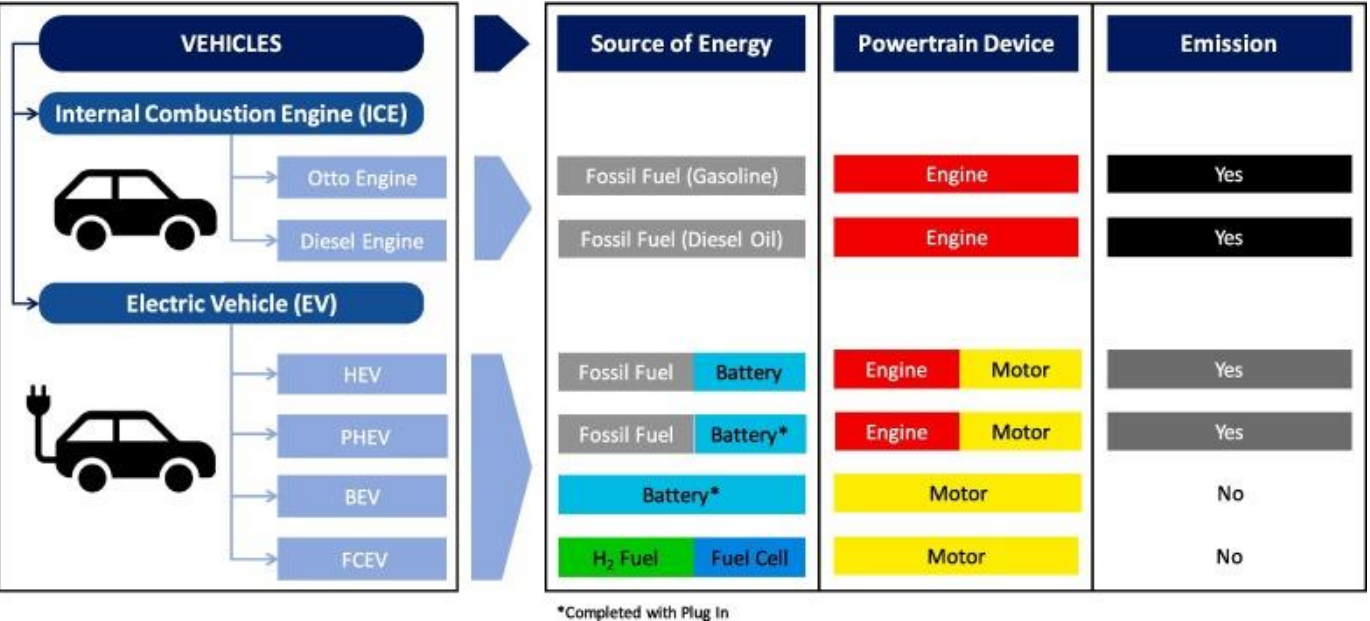 VEHICLES
Source of Energy
Powertrain Device
Emission
Internal Combustion Engine (ICE)
Otto Engine
Fossil Fuel (Gasoline)
Engine
Yes
Diesel Engine
Fossil Fuel (Diesel Oil)
Engine
Yes
Electric Vehicle (EV)
HEV
Fossil Fuel
Battery
Engine
Motor
Yes
PHEV
Fossil Fuel
Battery*
Engine
Motor
Yes
BEV
Battery*
Motor
No
FCEV
H₂ Fuel
Fuel Cell
Motor
No
*Completed with Plug In